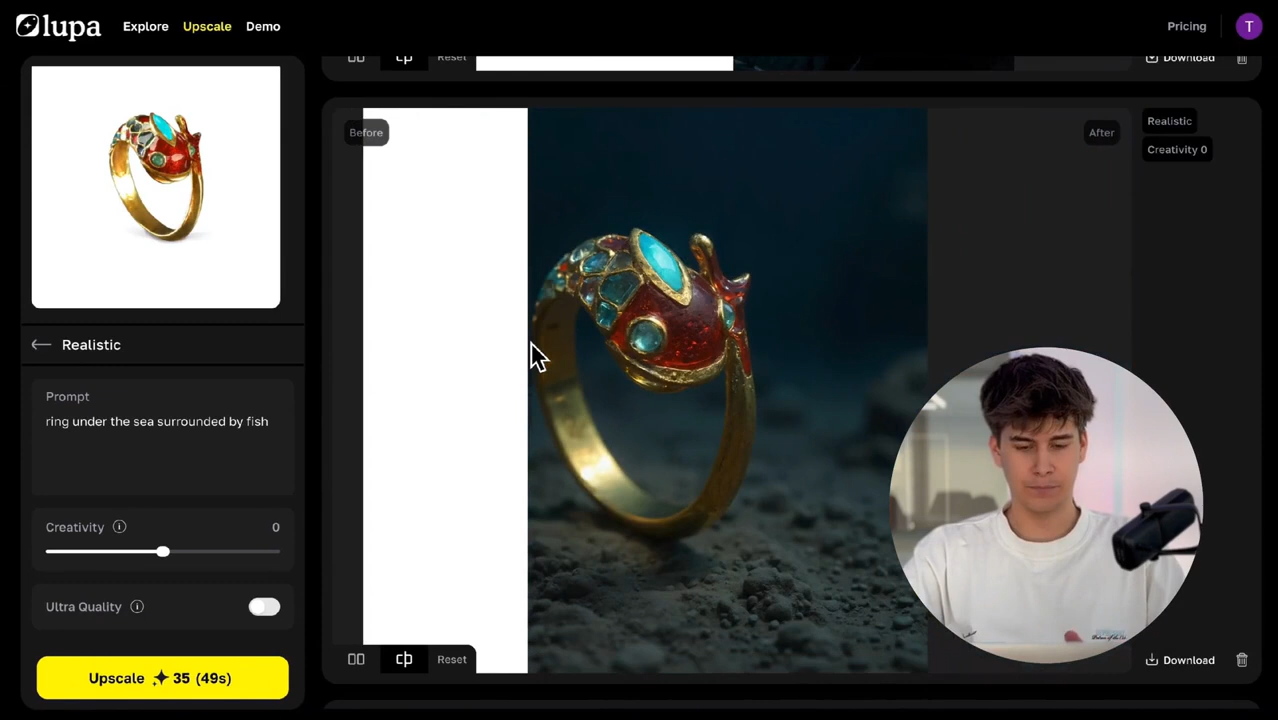 lupa
Explore
Upscale
Demo
Pricing
T
Reset
Download
Before
After
Realistic
Creativity 0
Realistic
Prompt
ring under the sea surrounded by fish
Creativity
0
Ultra Quality
Upscale 35 (49s)
Reset
Download